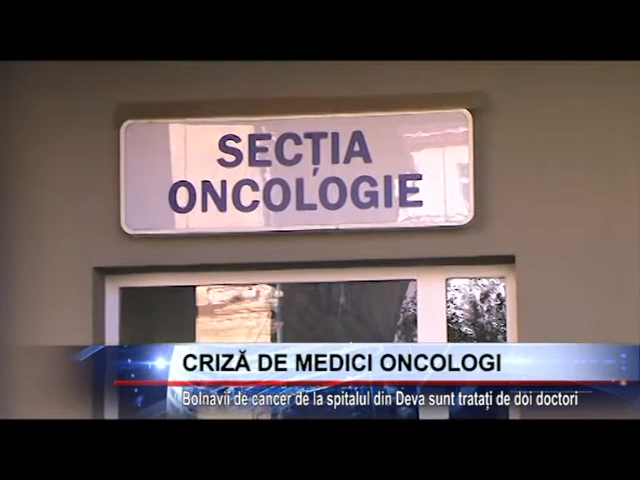 SECȚIA
ONCOLOGIE
CRIZĂ DE MEDICI ONCOLOGI
Bolnavii de cancer de la spitalul din Deva sunt tratați de doi doctori